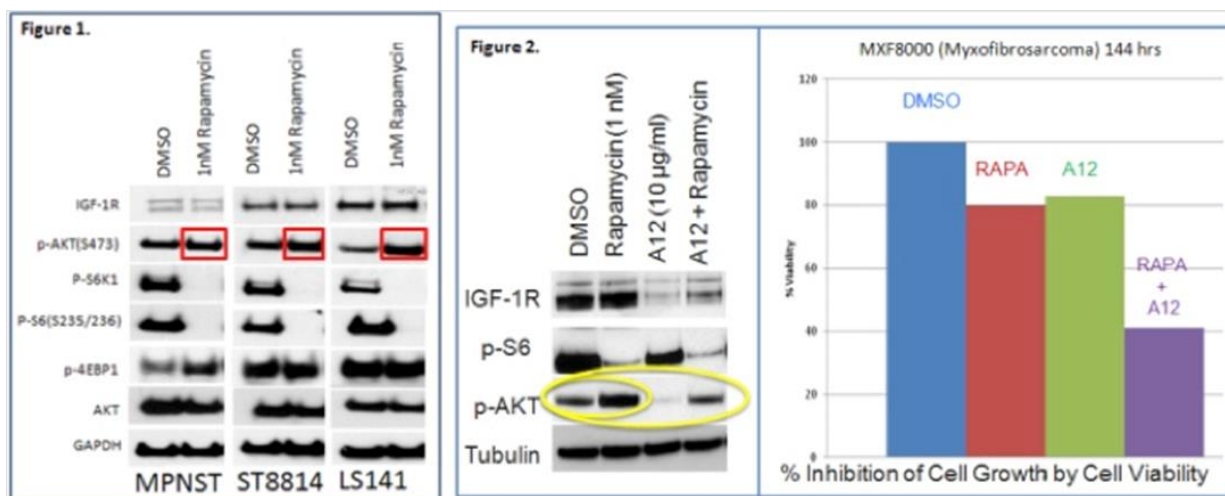 Figure 1.
DMSO
1nM Rapamycin
DMSO
1nM Rapamycin
DMSO
1nM Rapamycin
IGF-1R
p-AKT(S473)
P-S6K1
P-S6(S235/236)
p-4EBP1
AKT
GAPDH
MPNST ST8814 LS141
Figure 2.
DMSO
Rapamycin (1 nM)
A12 (10 µg/ml)
A12 + Rapamycin
IGF-1R
p-S6
p-AKT
Tubulin
MXF8000 (Myxofibrosarcoma) 144 hrs
120
100
80
60
40
20
0
% Viability
DMSO
RAPA
A12
RAPA
+
A12
% Inhibition of Cell Growth by Cell Viability